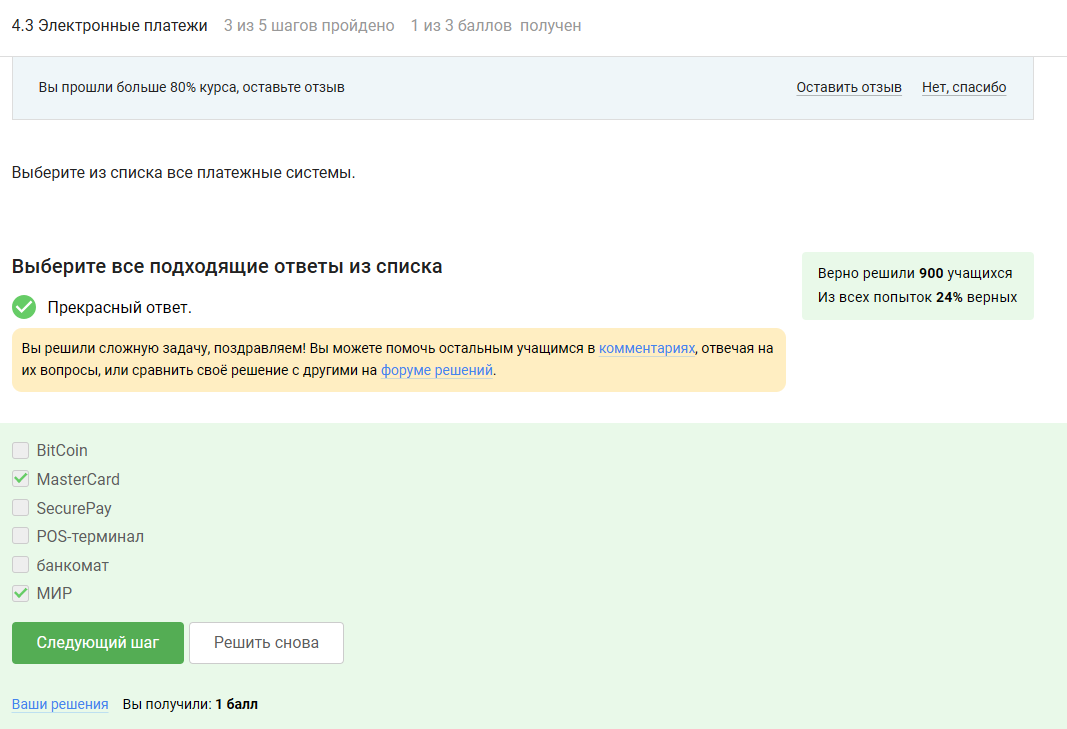 4.3 Электронные платежи 3 из 5 шагов пройдено 1 из 3 баллов получен
Вы прошли больше 80% курса, оставьте отзыв Оставить отзыв Нет, спасибо
Выберите из списка все платежные системы.
Выберите все подходящие ответы из списка
Верно решили 900 учащихся
Из всех попыток 24% верных
Прекрасный ответ.
Вы решили сложную задачу, поздравляем! Вы можете помочь остальным учащимся в комментариях, отвечая на
их вопросы, или сравнить своё решение с другими на форуме решений.
BitCoin
MasterCard
SecurePay
POS-терминал
банкомат
МИР
Следующий шаг Решить снова
Ваши решения Вы получили: 1 балл